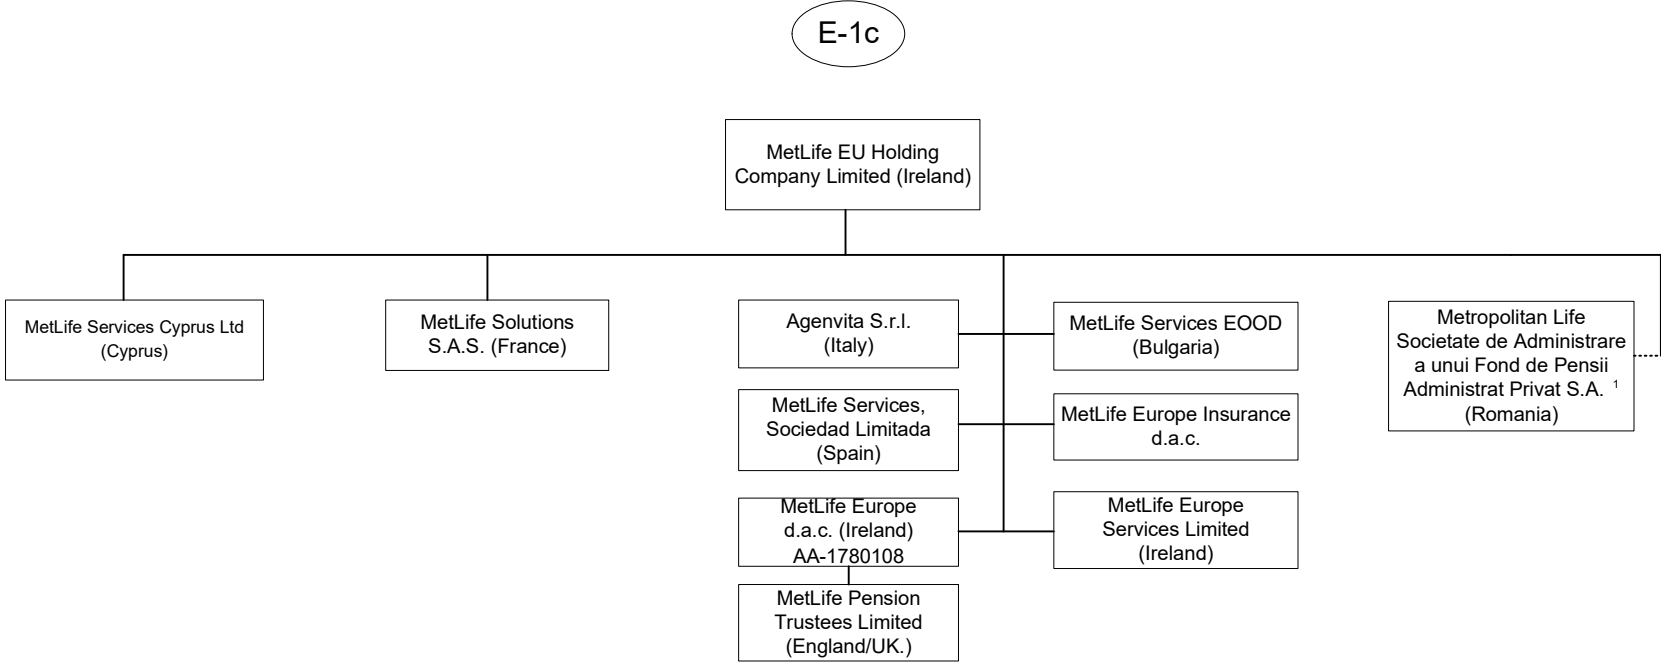 E-1c
MetLife EU Holding
Company Limited (Ireland)
MetLife Services Cyprus Ltd
(Cyprus)
MetLife Solutions
S.A.S. (France)
Agenvita S.r.l.
(Italy)
MetLife Services EOOD
(Bulgaria)
Metropolitan Life
Societate de Administrare
a unui Fond de Pensii
Administrat Privat S.A. 1
(Romania)
MetLife Services,
Sociedad Limitada
(Spain)
MetLife Europe Insurance
d.a.c.
MetLife Europe
d.a.c. (Ireland)
AA-1780108
MetLife Europe
Services Limited
(Ireland)
MetLife Pension
Trustees Limited
(England/UK.)